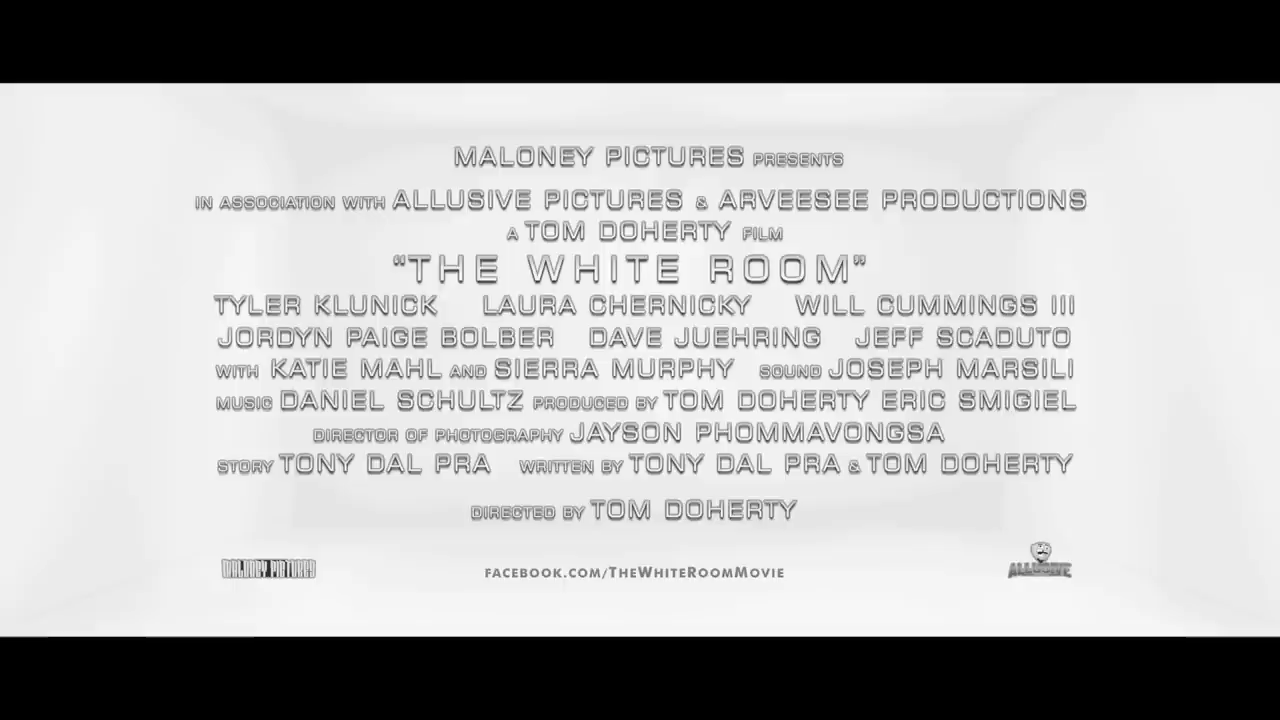 MALONEY PICTURES PRESENTS
IN ASSOCIATION WITH ALLUSIVE PICTURES & ARVEESEE PRODUCTIONS
A TOM DOHERTY FILM
"THE WHITE ROOM"
TYLER KLUNICK LAURA CHERNICKY WILL CUMMINGS III
JORDYN PAIGE BOLBER DAVE JUEHRING JEFF SCADUTO
WITH KATIE MAHL AND SIERRA MURPHY SOUND JOSEPH MARSILI
MUSIC DANIEL SCHULTZ PRODUCED BY TOM DOHERTY ERIC SMIGIEL
DIRECTOR OF PHOTOGRAPHY JAYSON PHOMMAVONGSA
STORY TONY DAL PRA WRITTEN BY TONY DAL PRA & TOM DOHERTY
DIRECTED BY TOM DOHERTY
MALONEY PICTURES FACEBOOK.COM/THEWHITEROOMMOVIE ALLUSIVE